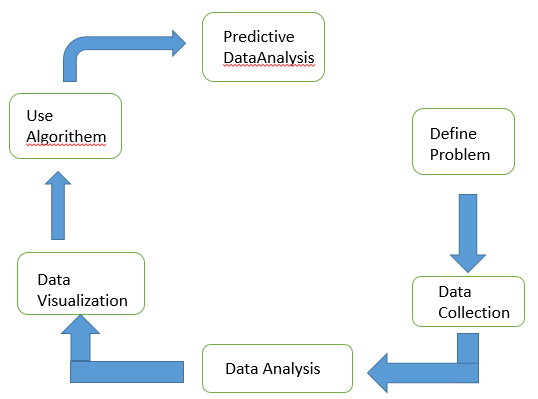 Predictive
DataAnalysis
Use
Algorithem
Define
Problem
Data
Visualization
Data
Collection
Data Analysis